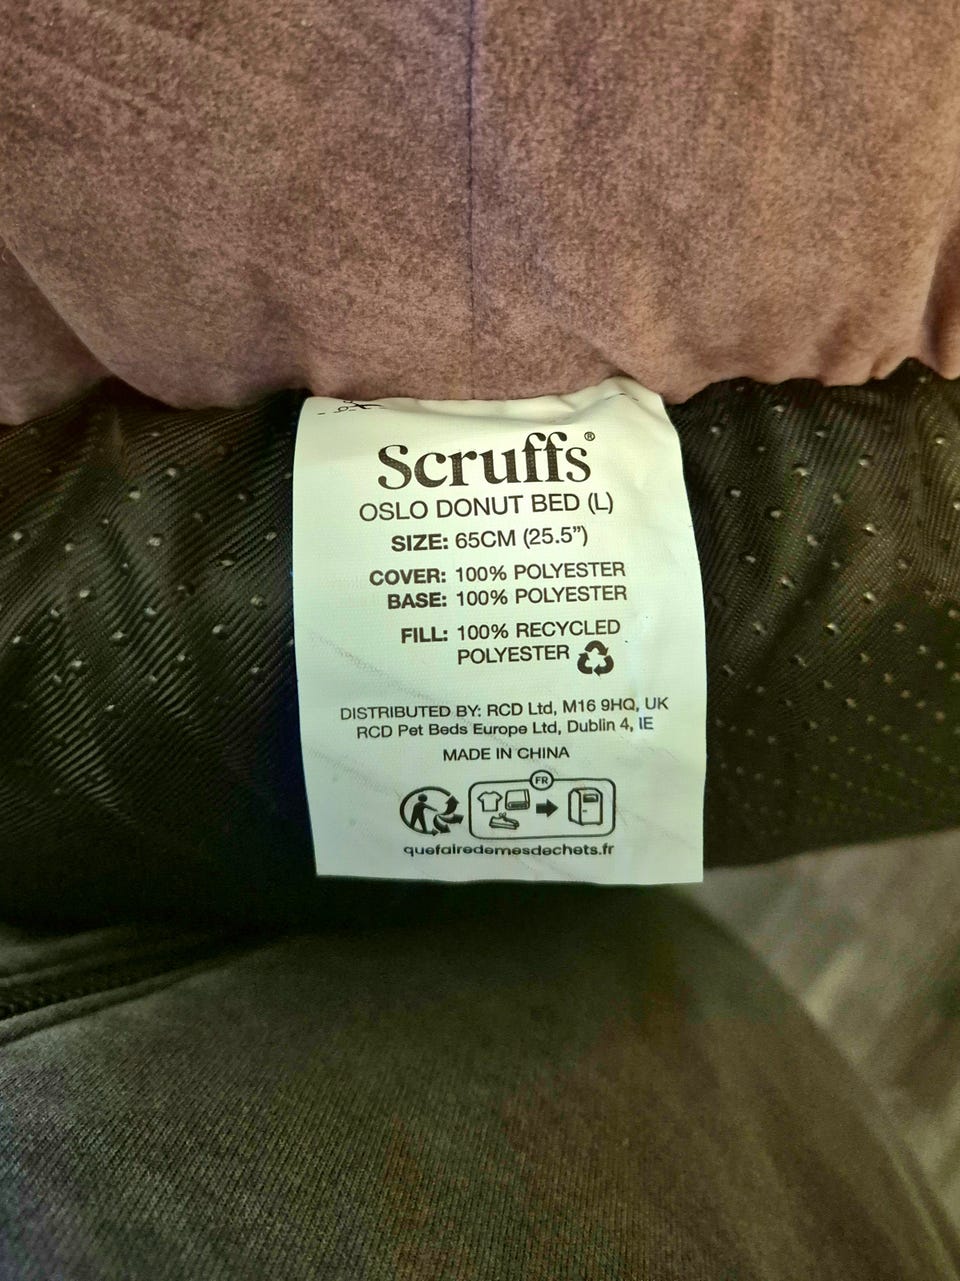 Scruffs®
OSLO DONUT BED (L)
SIZE: 65CM (25.5”)
COVER: 100% POLYESTER
BASE: 100% POLYESTER
FILL: 100% RECYCLED
POLYESTER
DISTRIBUTED BY: RCD Ltd, M16 9HQ, UK
RCD Pet Beds Europe Ltd, Dublin 4, IE
MADE IN CHINA
FR
quefairedemesdechets.fr